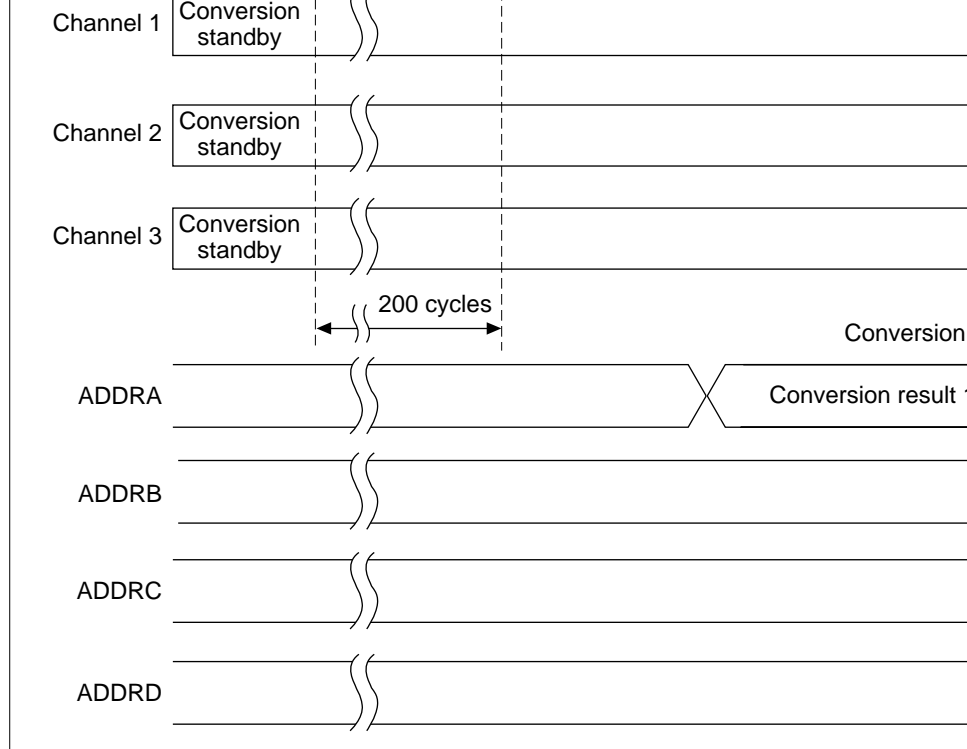 Channel 1
Conversion
standby
Channel 2
Conversion
standby
Channel 3
Conversion
standby
200 cycles
Conversion
ADDRA
Conversion result
ADDRB
ADDRC
ADDRD